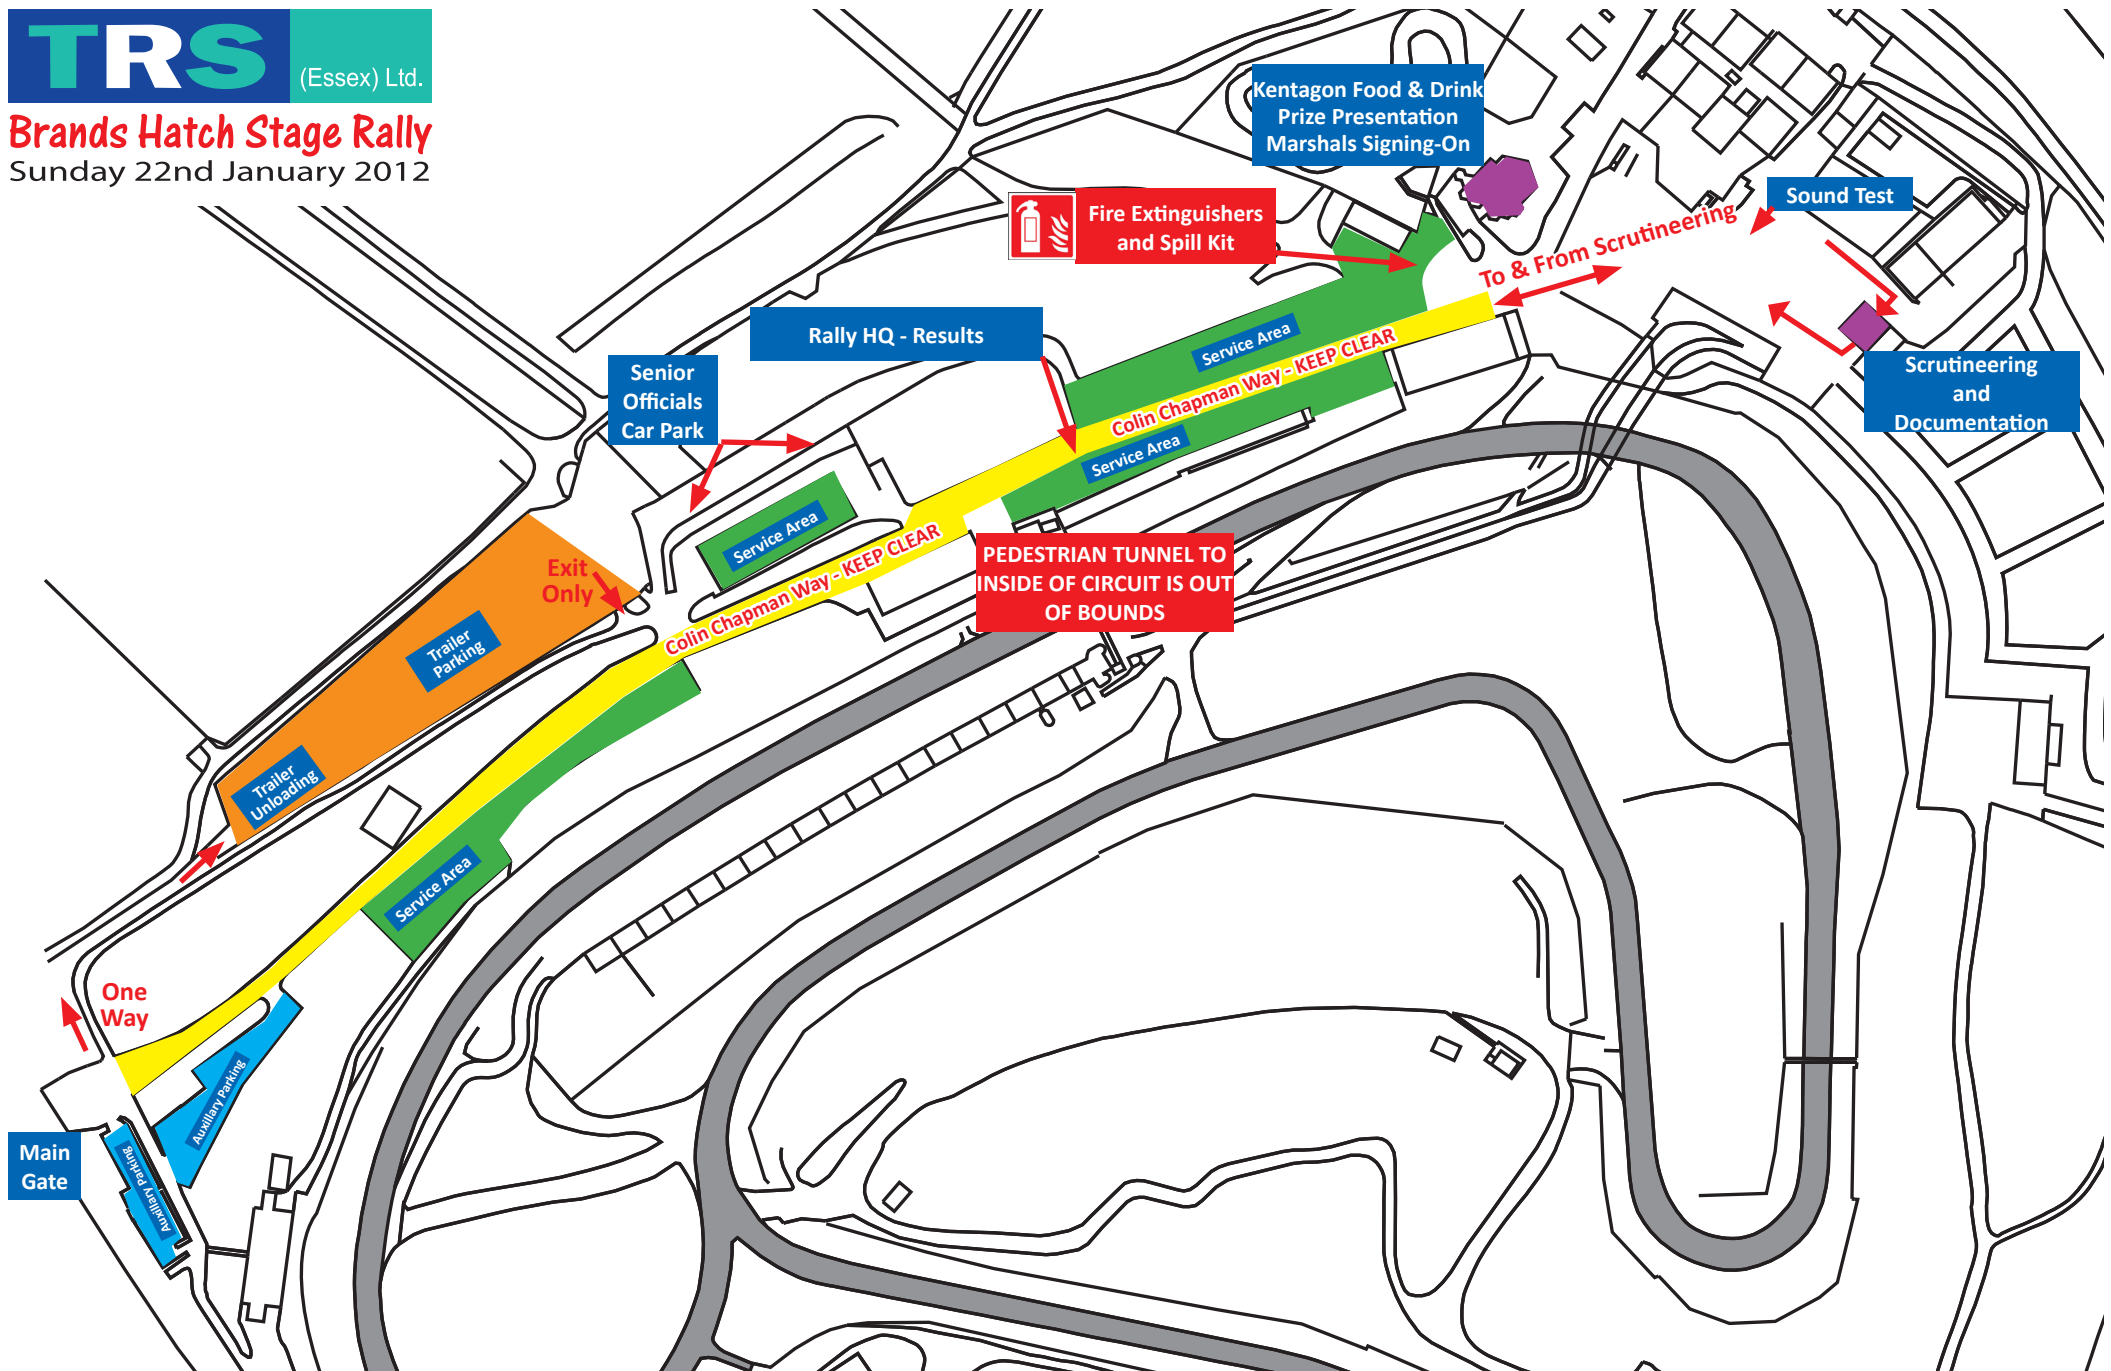 TRS
(Essex) Ltd.
Brands Hatch Stage Rally
Sunday 22nd January 2012
Kentagon Food & Drink
Prize Presentation
Marshals Signing-On
Fire Extinguishers
and Spill Kit
Sound Test
To & From Scrutineering
Rally HQ - Results
Service Area
Colin Chapman Way - KEEP CLEAR
Service Area
Scrutineering
and
Documentation
Senior
Officials
Car Park
Service Area
Colin Chapman Way - KEEP CLEAR
PEDESTRIAN TUNNEL TO
INSIDE OF CIRCUIT IS OUT
OF BOUNDS
Exit
Only
Trailer
Parking
Trailer
Unloading
Service Area
One
Way
Auxillary Parking
Auxillary Parking
Main
Gate